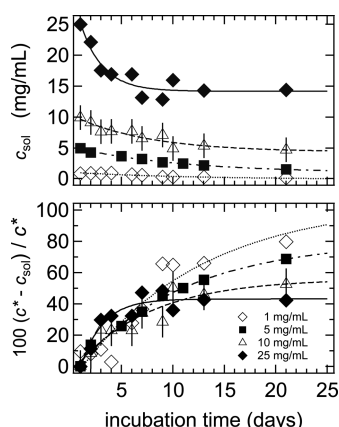 25
20
15
10
5
0
c_sol (mg/mL)
100
80
60
40
20
0
100 (c* - c_sol) / c*
1 mg/mL
5 mg/mL
10 mg/mL
25 mg/mL
5 10 15 20 25
incubation time (days)